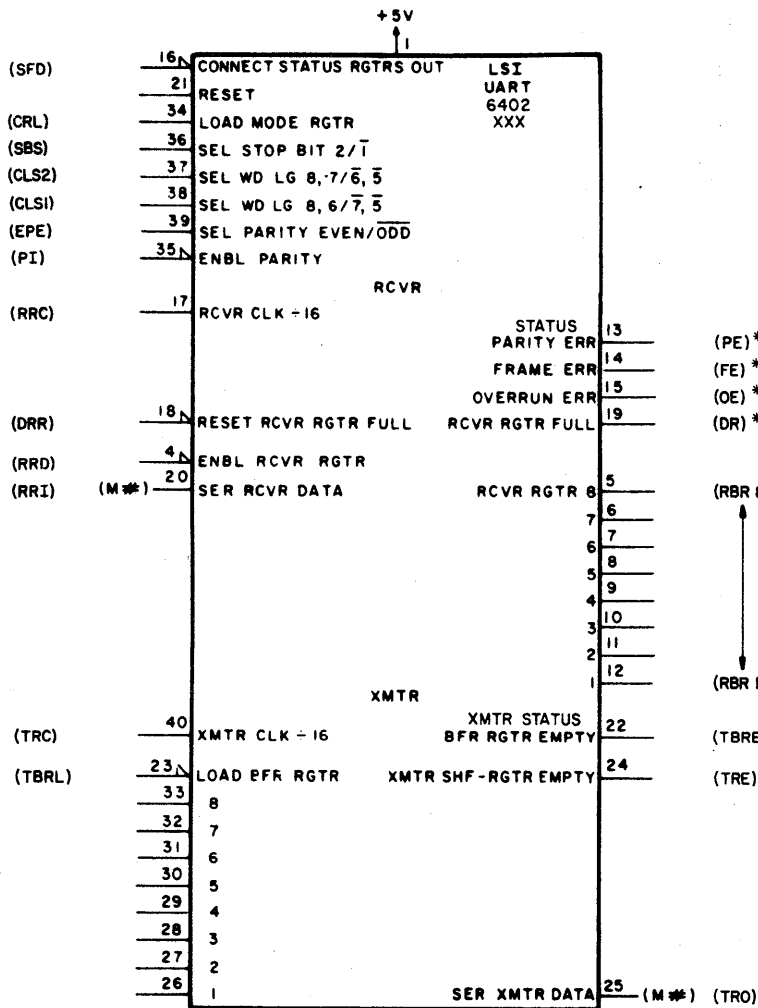 +5V
1
(SFD) 16 CONNECT STATUS RGTRS OUT LSI
21 RESET UART
6402
(CRL) 34 LOAD MODE RGTR XXX
(SBS) 36 SEL STOP BIT 2/1̅
(CLS2) 37 SEL WD LG 8,-7/6̅, 5̅
(CLS1) 38 SEL WD LG 8, 6/7̅, 5̅
(EPE) 39 SEL PARITY EVEN/O̅D̅D̅
(PI) 35 ENBL PARITY
RCVR
(RRC) 17 RCVR CLK ÷16
STATUS
PARITY ERR 13 (PE)*
FRAME ERR 14 (FE)*
OVERRUN ERR 15 (OE)*
(DRR) 18 RESET RCVR RGTR FULL RCVR RGTR FULL 19 (DR)*
(RRD) 4 ENBL RCVR RGTR
(RRI) (M#) 20 SER RCVR DATA RCVR RGTR 8 5 (RBR 8
7 6
6 7
5 8
4 9
3 10
2 11
1 12 (RBR 1
XMTR
XMTR STATUS
(TRC) 40 XMTR CLK ÷16 BFR RGTR EMPTY 22 (TBRE
(TBRL) 23 LOAD BFR RGTR XMTR SHF-RGTR EMPTY 24 (TRE)
33 8
32 7
31 6
30 5
29 4
28 3
27 2
26 1 SER XMTR DATA 25 (M#) (TRO)